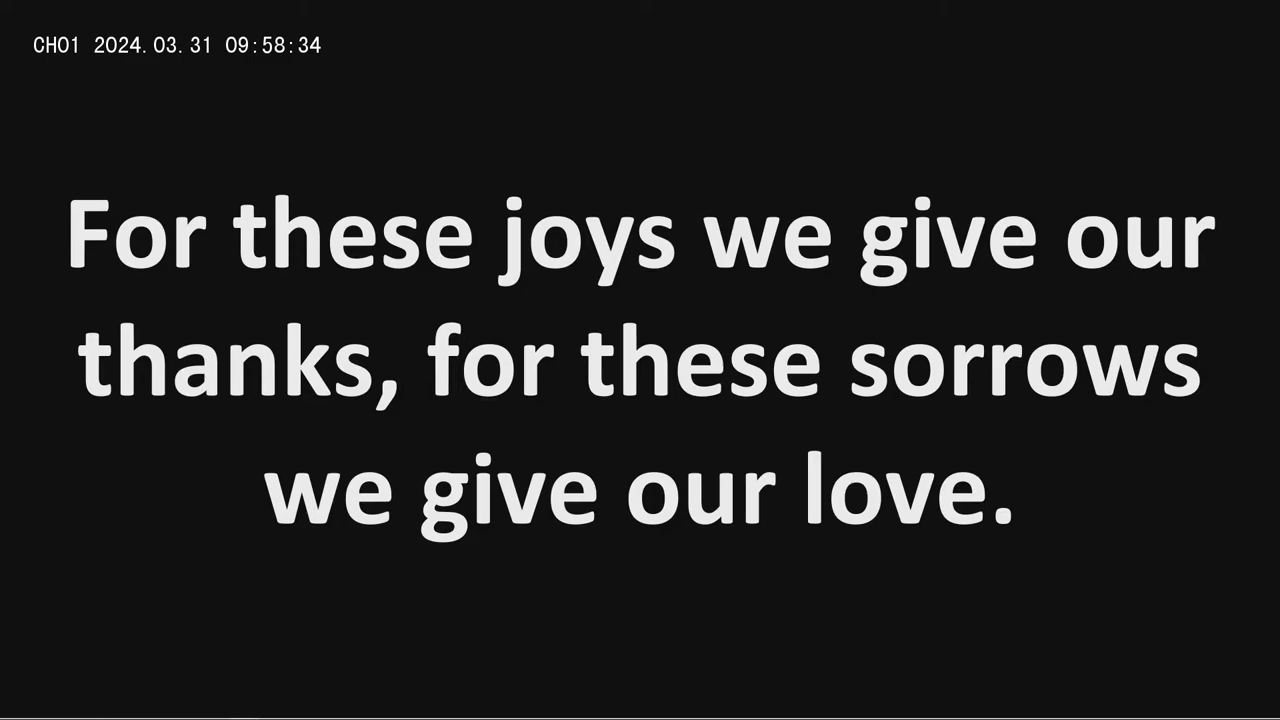 CH01 2024.03.31 09:58:34
For these joys we give our
thanks, for these sorrows
we give our love.